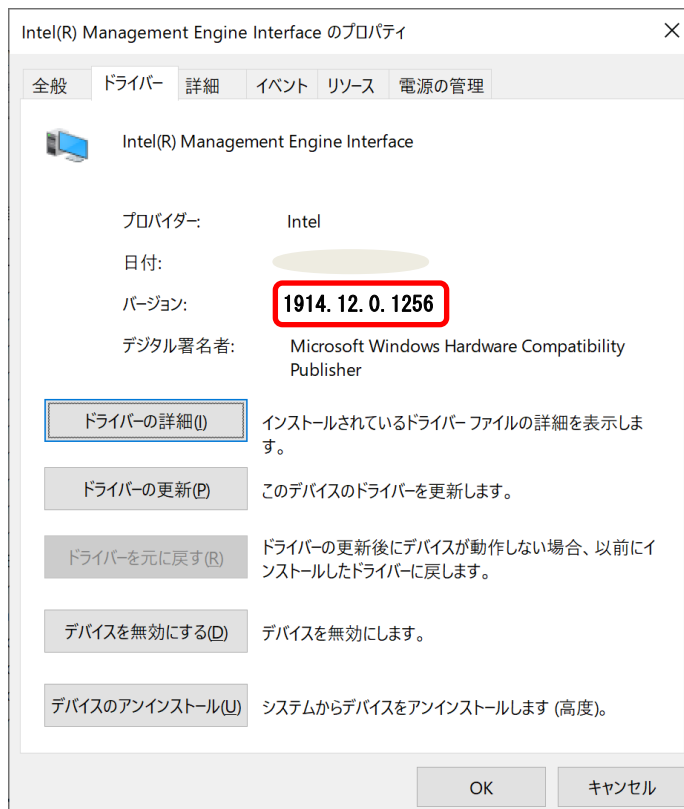 Intel(R) Management Engine Interface のプロパティ
全般 ドライバー 詳細 イベント リソース 電源の管理
Intel(R) Management Engine Interface
プロバイダー: Intel
日付:
バージョン: 1914.12.0.1256
デジタル署名者: Microsoft Windows Hardware Compatibility
Publisher
ドライバーの詳細(I) インストールされているドライバー ファイルの詳細を表示しま
す。
ドライバーの更新(P) このデバイスのドライバーを更新します。
ドライバーを元に戻す(R) ドライバーの更新後にデバイスが動作しない場合、以前にイ
ンストールしたドライバーに戻します。
デバイスを無効にする(D) デバイスを無効にします。
デバイスのアンインストール(U) システムからデバイスをアンインストールします (高度)。
OK キャンセル